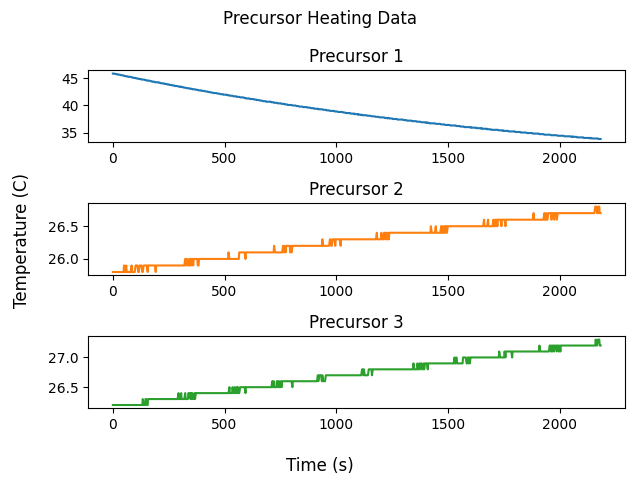 Precursor Heating Data
Precursor 1
45
40
35
0 500 1000 1500 2000
Precursor 2
26.5
26.0
0 500 1000 1500 2000
Temperature (C)
Precursor 3
27.0
26.5
0 500 1000 1500 2000
Time (s)